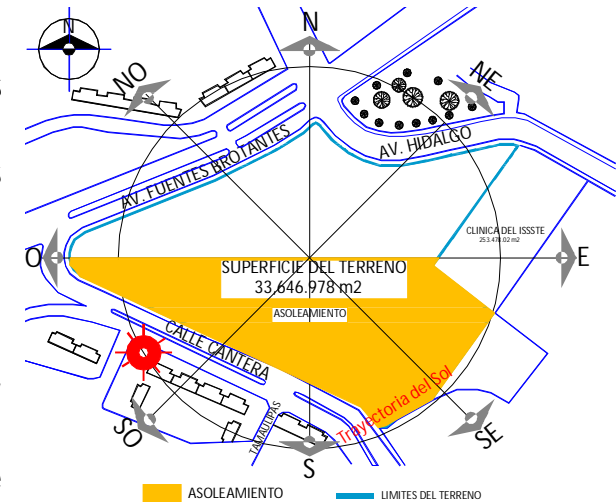 N
N
NO
NE
AV. HIDALGO
AV. FUENTES BROTANTES
CLINICA DEL ISSSTE
253.478.02 m2
O
E
SUPERFICIE DEL TERRENO
33,646.978 m2
ASOLEAMIENTO
CALLE CANTERA
Trayectoria del Sol
TAMAULIPAS
SO
SE
S
ASOLEAMIENTO
LIMITES DEL TERRENO